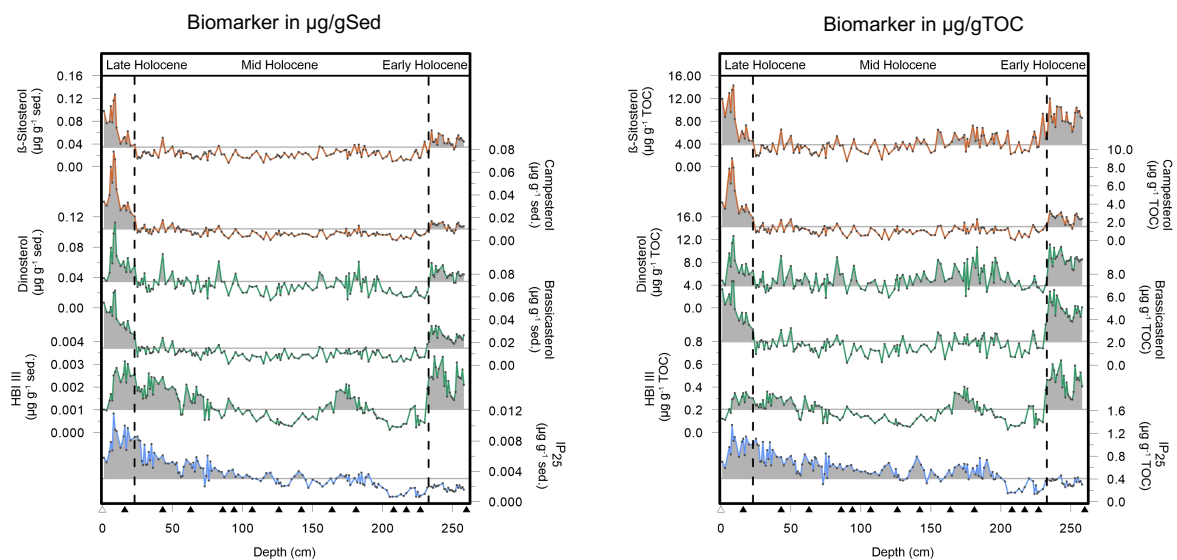 Biomarker in µg/gSed
Late Holocene Mid Holocene Early Holocene
0.16
0.12
0.08
0.04
0.00
ß-Sitosterol
(µg g⁻¹ sed.)
0.08
0.06
0.04
0.02
0.00
Campesterol
(µg g⁻¹ sed.)
0.12
0.08
0.04
0.00
Dinosterol
(µg g⁻¹ sed.)
0.08
0.06
0.04
0.02
0.00
Brassicasterol
(µg g⁻¹ sed.)
0.004
0.003
0.002
0.001
0.000
HBI III
(µg g⁻¹ sed.)
0.012
0.008
0.004
0.000
IP₂₅
(µg g⁻¹ sed.)
0 50 100 150 200 250
Depth (cm)
Biomarker in µg/gTOC
Late Holocene Mid Holocene Early Holocene
16.00
12.00
8.00
4.00
0.00
ß-Sitosterol
(µg g⁻¹ TOC)
10.0
8.0
6.0
4.0
2.0
0.0
Campesterol
(µg g⁻¹ TOC)
16.0
12.0
8.0
4.0
0.0
Dinosterol
(µg g⁻¹ TOC)
8.0
6.0
4.0
2.0
0.0
Brassicasterol
(µg g⁻¹ TOC)
0.8
0.6
0.4
0.2
0.0
HBI III
(µg g⁻¹ TOC)
1.6
1.2
0.8
0.4
0.0
IP25
(µg g⁻¹ TOC)
0 50 100 150 200 250
Depth (cm)